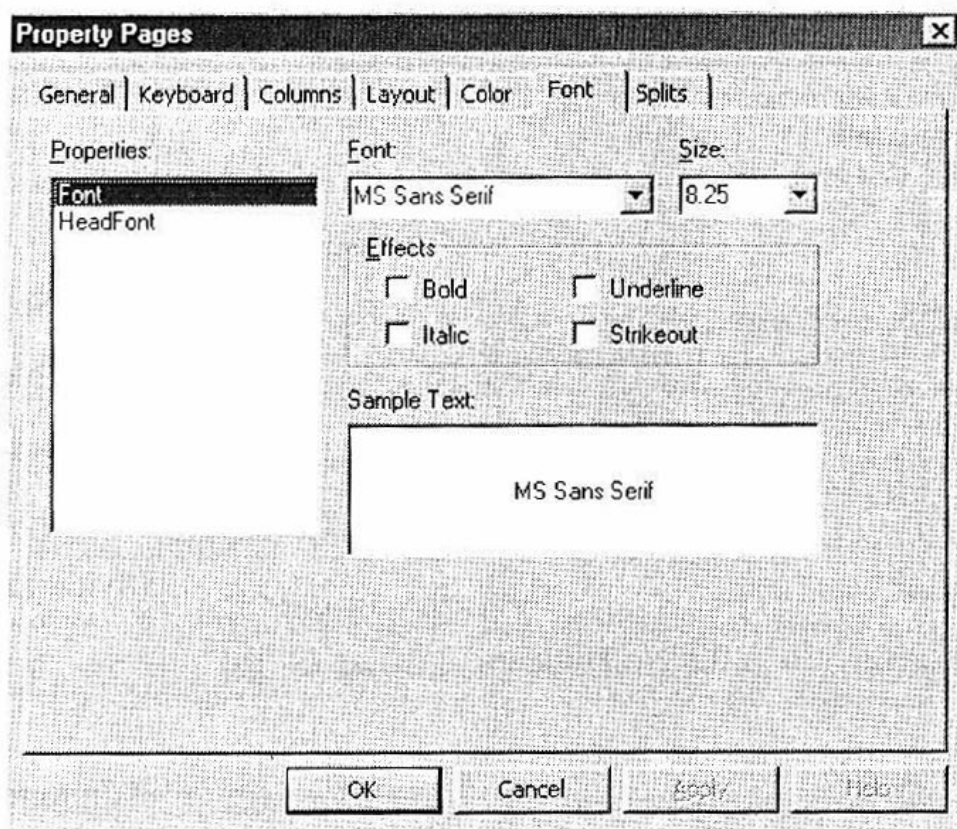 Property Pages
General Keyboard Columns Layout Color Font Splits
Properties: Font: Size:
Font MS Sans Serif 8.25
HeadFont
Effects
Bold Underline
Italic Strikeout
Sample Text:
MS Sans Serif
OK Cancel Apply Help